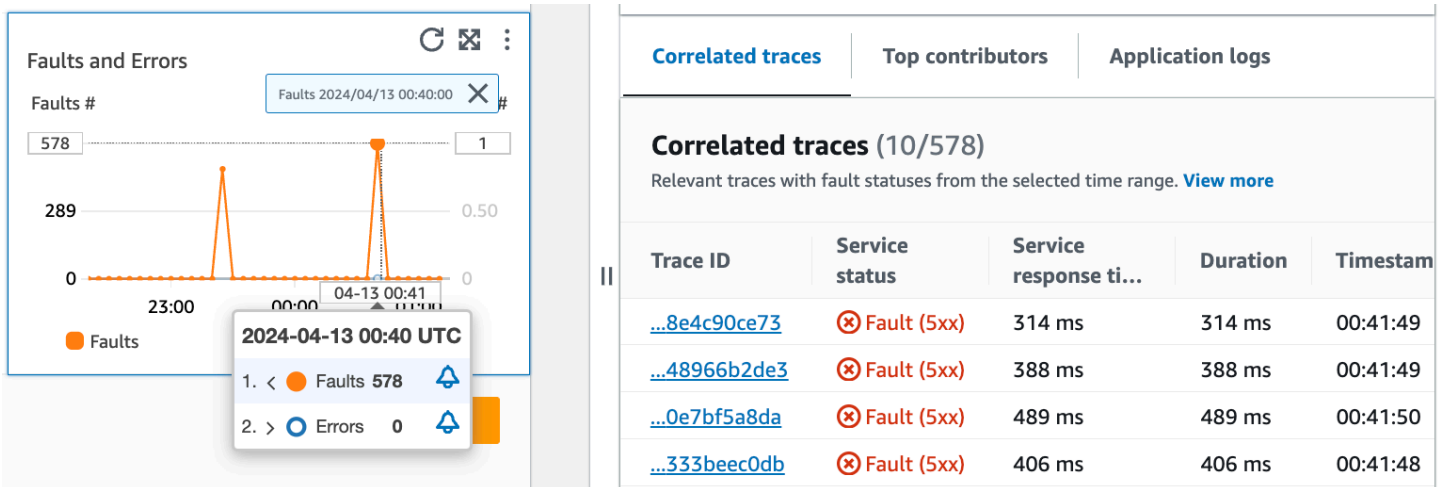 Faults and Errors
Faults #
Faults 2024/04/13 00:40:00
#
578
1
289
0.50
0
0
04-13 00:41
23:00
00:00
01:00
Faults
2024-04-13 00:40 UTC
1. < Faults 578
2. > Errors 0
Correlated traces
Top contributors
Application logs
Correlated traces (10/578)
Relevant traces with fault statuses from the selected time range. View more
Trace ID
Service status
Service response ti...
Duration
Timestam
...8e4c90ce73 Fault (5xx) 314 ms 314 ms 00:41:49
...48966b2de3 Fault (5xx) 388 ms 388 ms 00:41:49
...0e7bf5a8da Fault (5xx) 489 ms 489 ms 00:41:50
...333beec0db Fault (5xx) 406 ms 406 ms 00:41:48